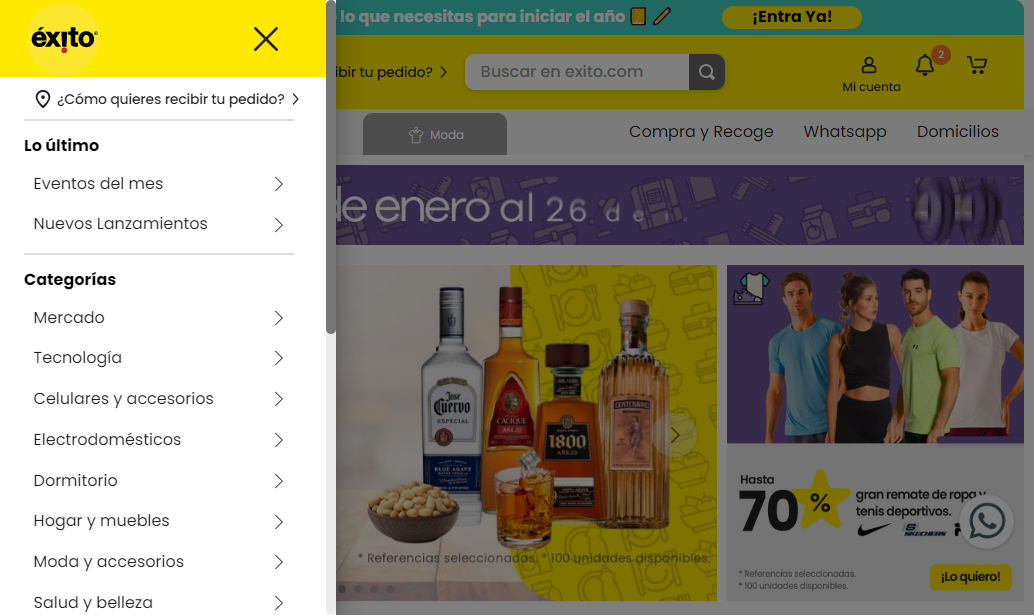 éxito
¿Cómo quieres recibir tu pedido?
Lo último
Eventos del mes
Nuevos Lanzamientos
Categorías
Mercado
Tecnología
Celulares y accesorios
Electrodomésticos
Dormitorio
Hogar y muebles
Moda y accesorios
Salud y belleza
lo que necesitas para iniciar el año
¡Entra Ya!
ibir tu pedido?
Buscar en exito.com
Mi cuenta
2
Moda
Compra y Recoge
Whatsapp
Domicilios
de enero al 26 de
Jose
Cuervo
ESPECIAL
BLUE AGAVE
CACIQUE
AÑEJO
1800
AÑEJO
CENTENARIO
* Referencias seleccionadas. * 100 unidades disponibles.
Hasta
70%
gran remate de ropa y
tenis deportivos.
SKECHERS
* Referencias seleccionadas.
* 100 unidades disponibles.
¡Lo quiero!